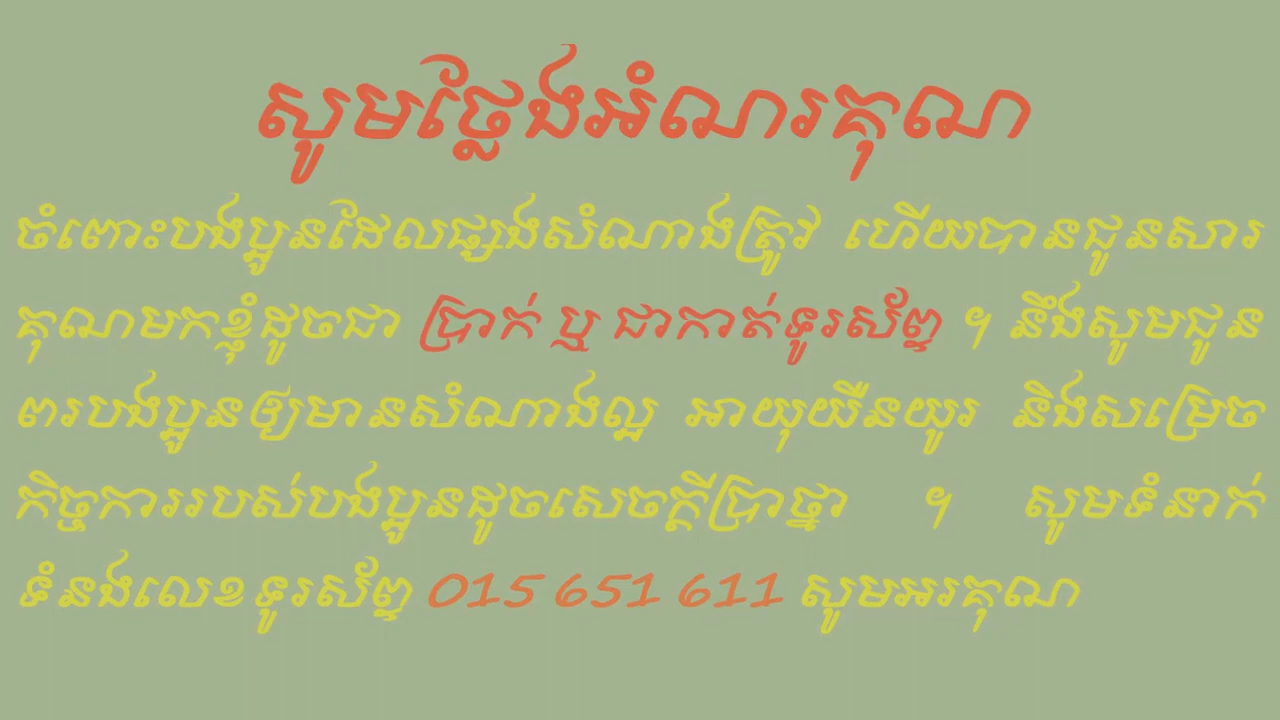 សូមថ្លែងអំណរគុណ
ចំពោះបងប្អូនដែលផ្សងសំណាងត្រូវ ហើយបានជូនសារ
គុណមកខ្ញុំដូចជា ប្រាក់ ឬ ជាកាត់ទូរស័ព្ទ ។ នឹងសូមជូន
ពរបងប្អូនឲ្យមានសំណាងល្អ អាយុយឺនយូរ និងសម្រេច
កិច្ចការរបស់បងប្អូនដូចសេចក្តីប្រាថ្នា ។ សូមទំនាក់
ទំនងលេខទូរស័ព្ទ 015 651 611 សូមអរគុណ